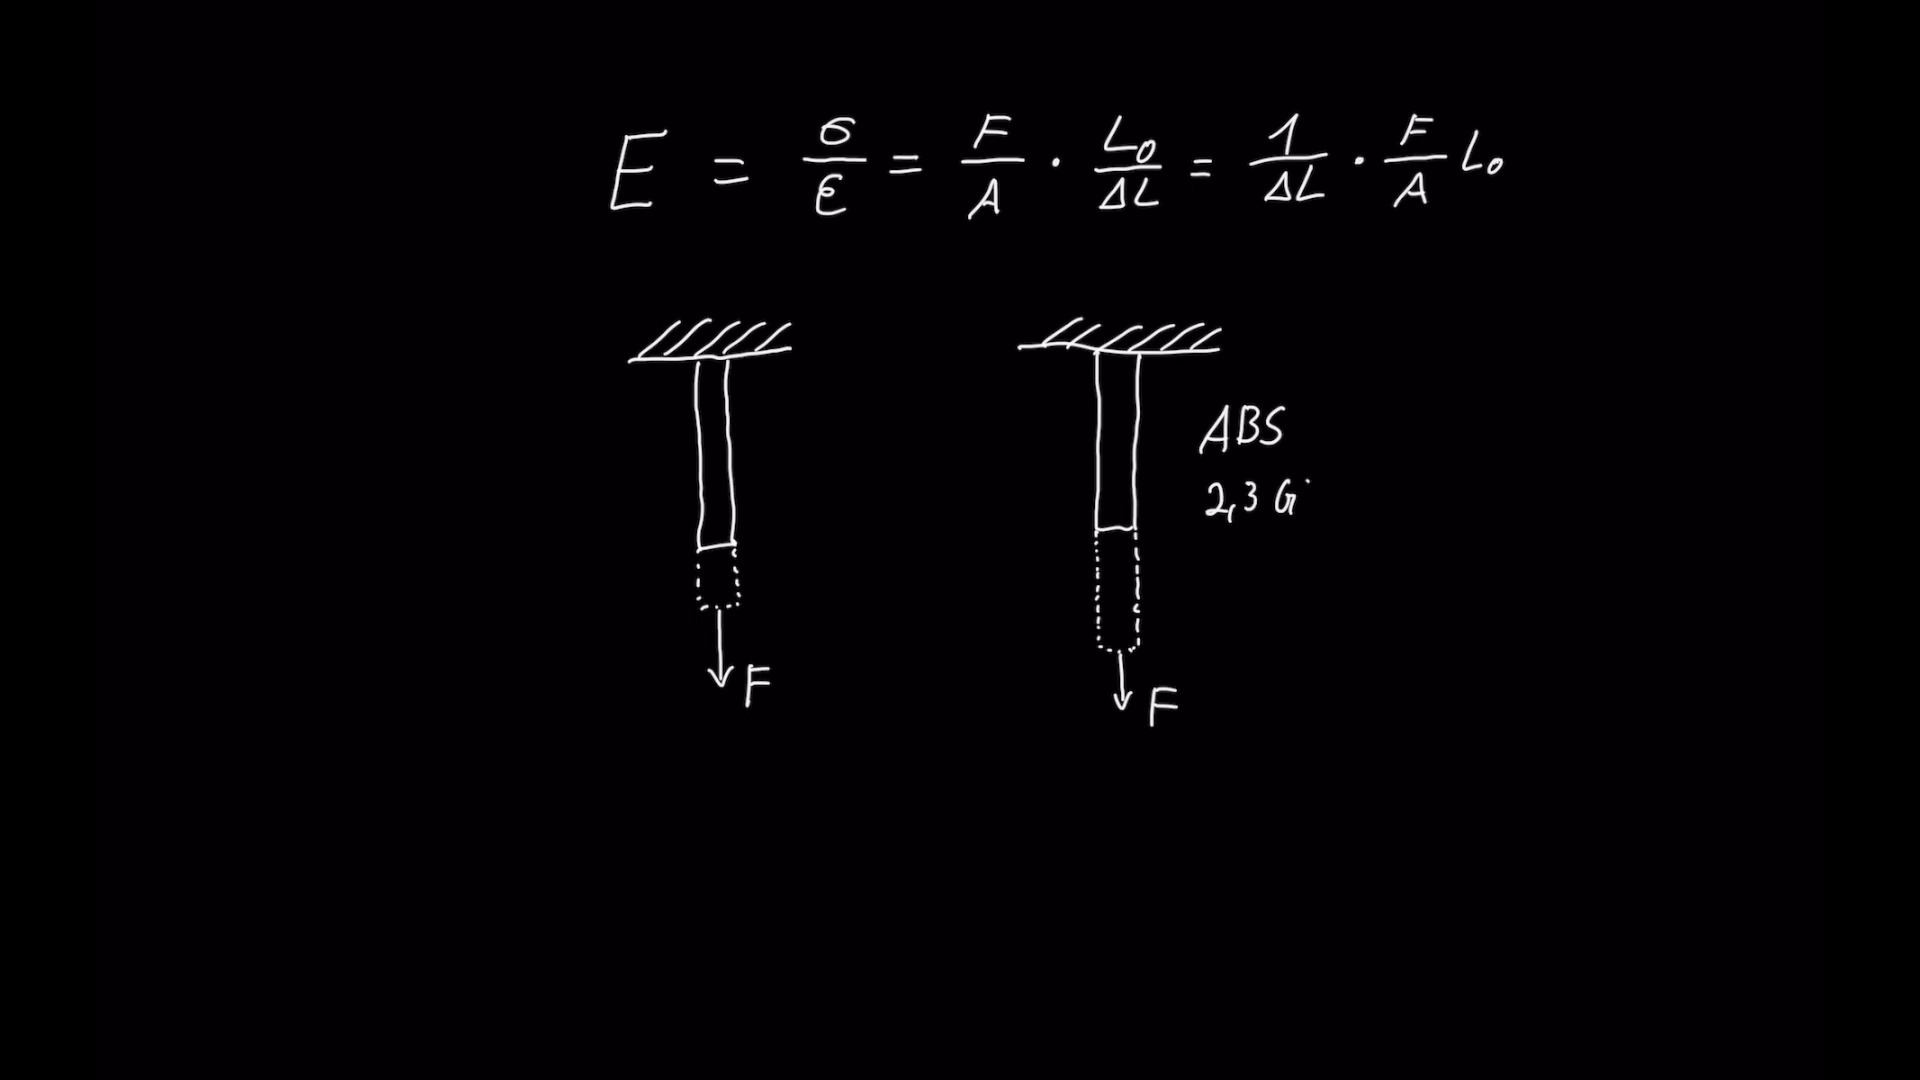 E = σ/ε = F/A · L₀/ΔL = 1/ΔL · F/A L₀
ABS
2,3 G
F
F